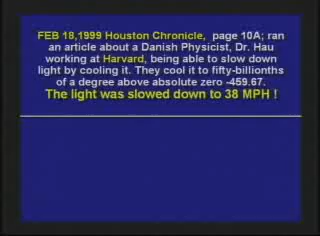 FEB 18,1999 Houston Chronicle, page 10A; ran
an article about a Danish Physicist, Dr. Hau
working at Harvard, being able to slow down
light by cooling it. They cool it to fifty-billionths
of a degree above absolute zero -459.67.
The light was slowed down to 38 MPH !